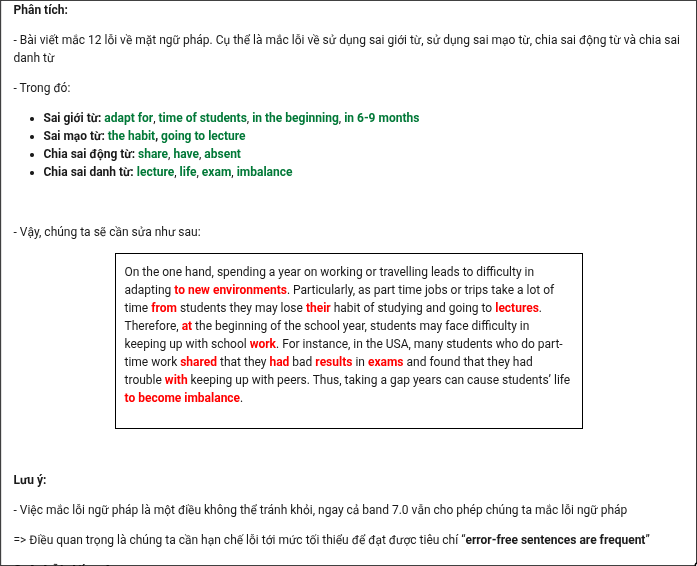 Phân tích:
- Bài viết mắc 12 lỗi về mặt ngữ pháp. Cụ thể là mắc lỗi về sử dụng sai giới từ, sử dụng sai mạo từ, chia sai động từ và chia sai
danh từ
- Trong đó:
• Sai giới từ: adapt for, time of students, in the beginning, in 6-9 months
• Sai mạo từ: the habit, going to lecture
• Chia sai động từ: share, have, absent
• Chia sai danh từ: lecture, life, exam, imbalance
- Vậy, chúng ta sẽ cần sửa như sau:
On the one hand, spending a year on working or travelling leads to difficulty in
adapting to new environments. Particularly, as part time jobs or trips take a lot of
time from students they may lose their habit of studying and going to lectures.
Therefore, at the beginning of the school year, students may face difficulty in
keeping up with school work. For instance, in the USA, many students who do part-
time work shared that they had bad results in exams and found that they had
trouble with keeping up with peers. Thus, taking a gap years can cause students’ life
to become imbalance.
Lưu ý:
- Việc mắc lỗi ngữ pháp là một điều không thể tránh khỏi, ngay cả band 7.0 vẫn cho phép chúng ta mắc lỗi ngữ pháp
=> Điều quan trọng là chúng ta cần hạn chế lỗi tới mức tối thiểu để đạt được tiêu chí “error-free sentences are frequent”